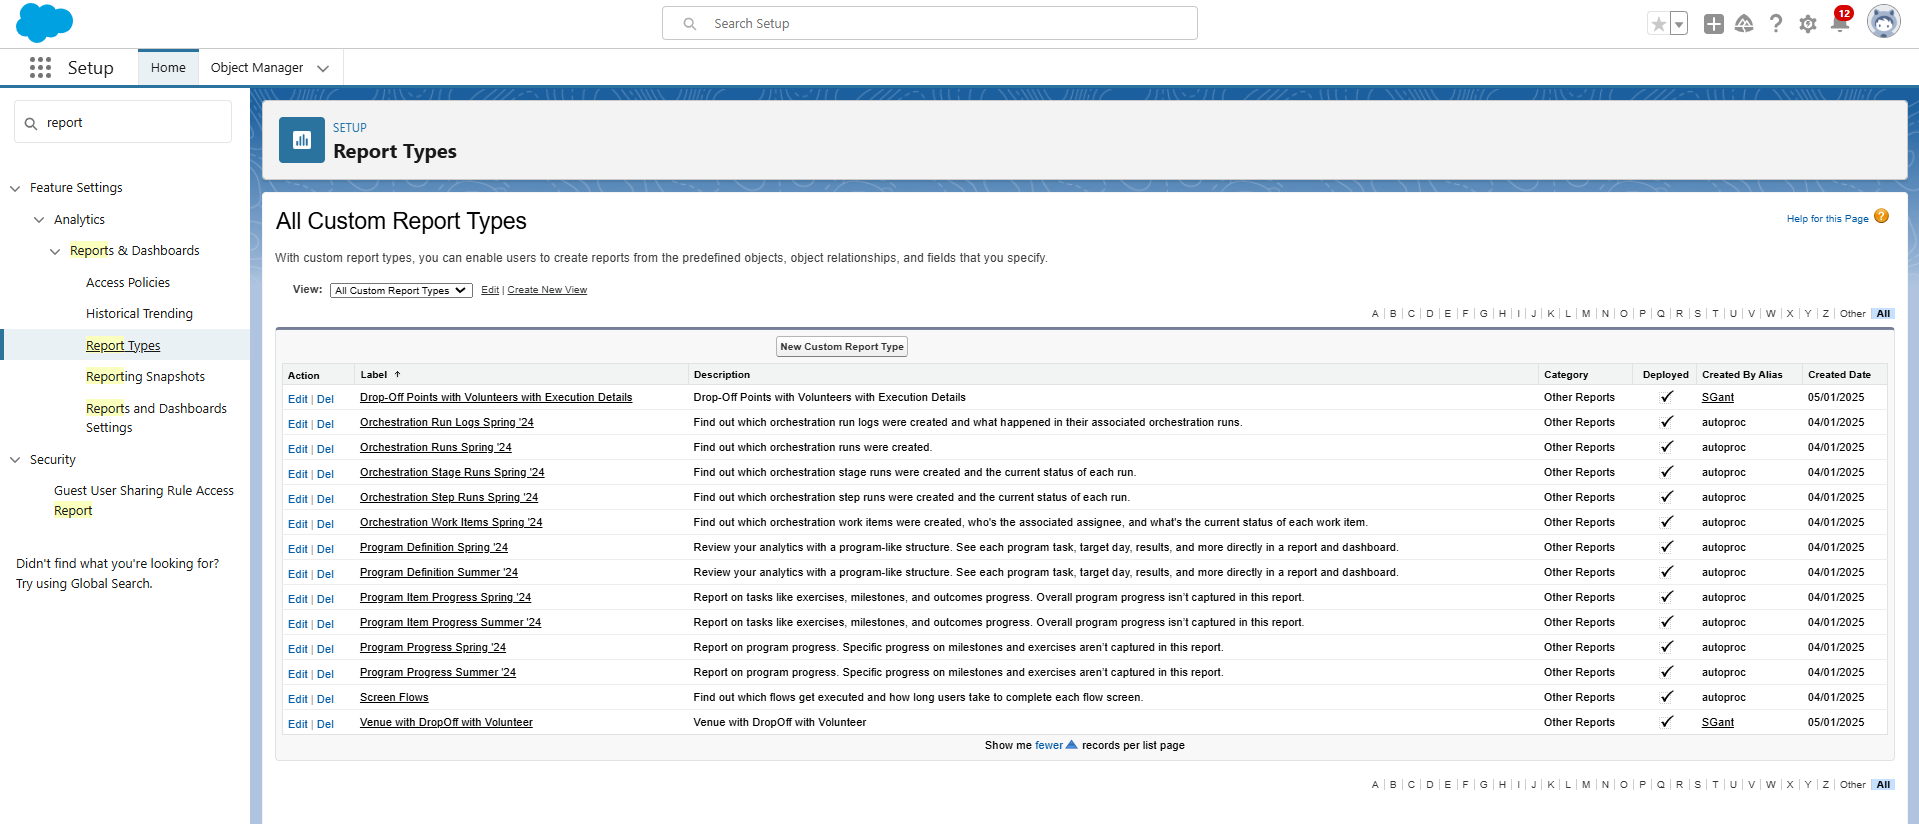 Search Setup
12
Setup
Home
Object Manager
report
Feature Settings
Analytics
Reports & Dashboards
Access Policies
Historical Trending
Report Types
Reporting Snapshots
Reports and Dashboards
Settings
Security
Guest User Sharing Rule Access
Report
Didn't find what you're looking for?
Try using Global Search.
SETUP
Report Types
All Custom Report Types
Help for this Page ?
With custom report types, you can enable users to create reports from the predefined objects, object relationships, and fields that you specify.
View: All Custom Report Types Edit | Create New View
A | B | C | D | E | F | G | H | I | J | K | L | M | N | O | P | Q | R | S | T | U | V | W | X | Y | Z | Other | All
New Custom Report Type
Action Label ↑ Description Category Deployed Created By Alias Created Date
Edit | Del Drop-Off Points with Volunteers with Execution Details Drop-Off Points with Volunteers with Execution Details Other Reports ✓ SGant 05/01/2025
Edit | Del Orchestration Run Logs Spring '24 Find out which orchestration run logs were created and what happened in their associated orchestration runs. Other Reports ✓ autoproc 04/01/2025
Edit | Del Orchestration Runs Spring '24 Find out which orchestration runs were created. Other Reports ✓ autoproc 04/01/2025
Edit | Del Orchestration Stage Runs Spring '24 Find out which orchestration stage runs were created and the current status of each run. Other Reports ✓ autoproc 04/01/2025
Edit | Del Orchestration Step Runs Spring '24 Find out which orchestration step runs were created and the current status of each run. Other Reports ✓ autoproc 04/01/2025
Edit | Del Orchestration Work Items Spring '24 Find out which orchestration work items were created, who's the associated assignee, and what's the current status of each work item. Other Reports ✓ autoproc 04/01/2025
Edit | Del Program Definition Spring '24 Review your analytics with a program-like structure. See each program task, target day, results, and more directly in a report and dashboard. Other Reports ✓ autoproc 04/01/2025
Edit | Del Program Definition Summer '24 Review your analytics with a program-like structure. See each program task, target day, results, and more directly in a report and dashboard. Other Reports ✓ autoproc 04/01/2025
Edit | Del Program Item Progress Spring '24 Report on tasks like exercises, milestones, and outcomes progress. Overall program progress isn't captured in this report. Other Reports ✓ autoproc 04/01/2025
Edit | Del Program Item Progress Summer '24 Report on tasks like exercises, milestones, and outcomes progress. Overall program progress isn't captured in this report. Other Reports ✓ autoproc 04/01/2025
Edit | Del Program Progress Spring '24 Report on program progress. Specific progress on milestones and exercises aren't captured in this report. Other Reports ✓ autoproc 04/01/2025
Edit | Del Program Progress Summer '24 Report on program progress. Specific progress on milestones and exercises aren't captured in this report. Other Reports ✓ autoproc 04/01/2025
Edit | Del Screen Flows Find out which flows get executed and how long users take to complete each flow screen. Other Reports ✓ autoproc 04/01/2025
Edit | Del Venue with DropOff with Volunteer Venue with DropOff with Volunteer Other Reports ✓ SGant 05/01/2025
Show me fewer records per list page
A | B | C | D | E | F | G | H | I | J | K | L | M | N | O | P | Q | R | S | T | U | V | W | X | Y | Z | Other | All